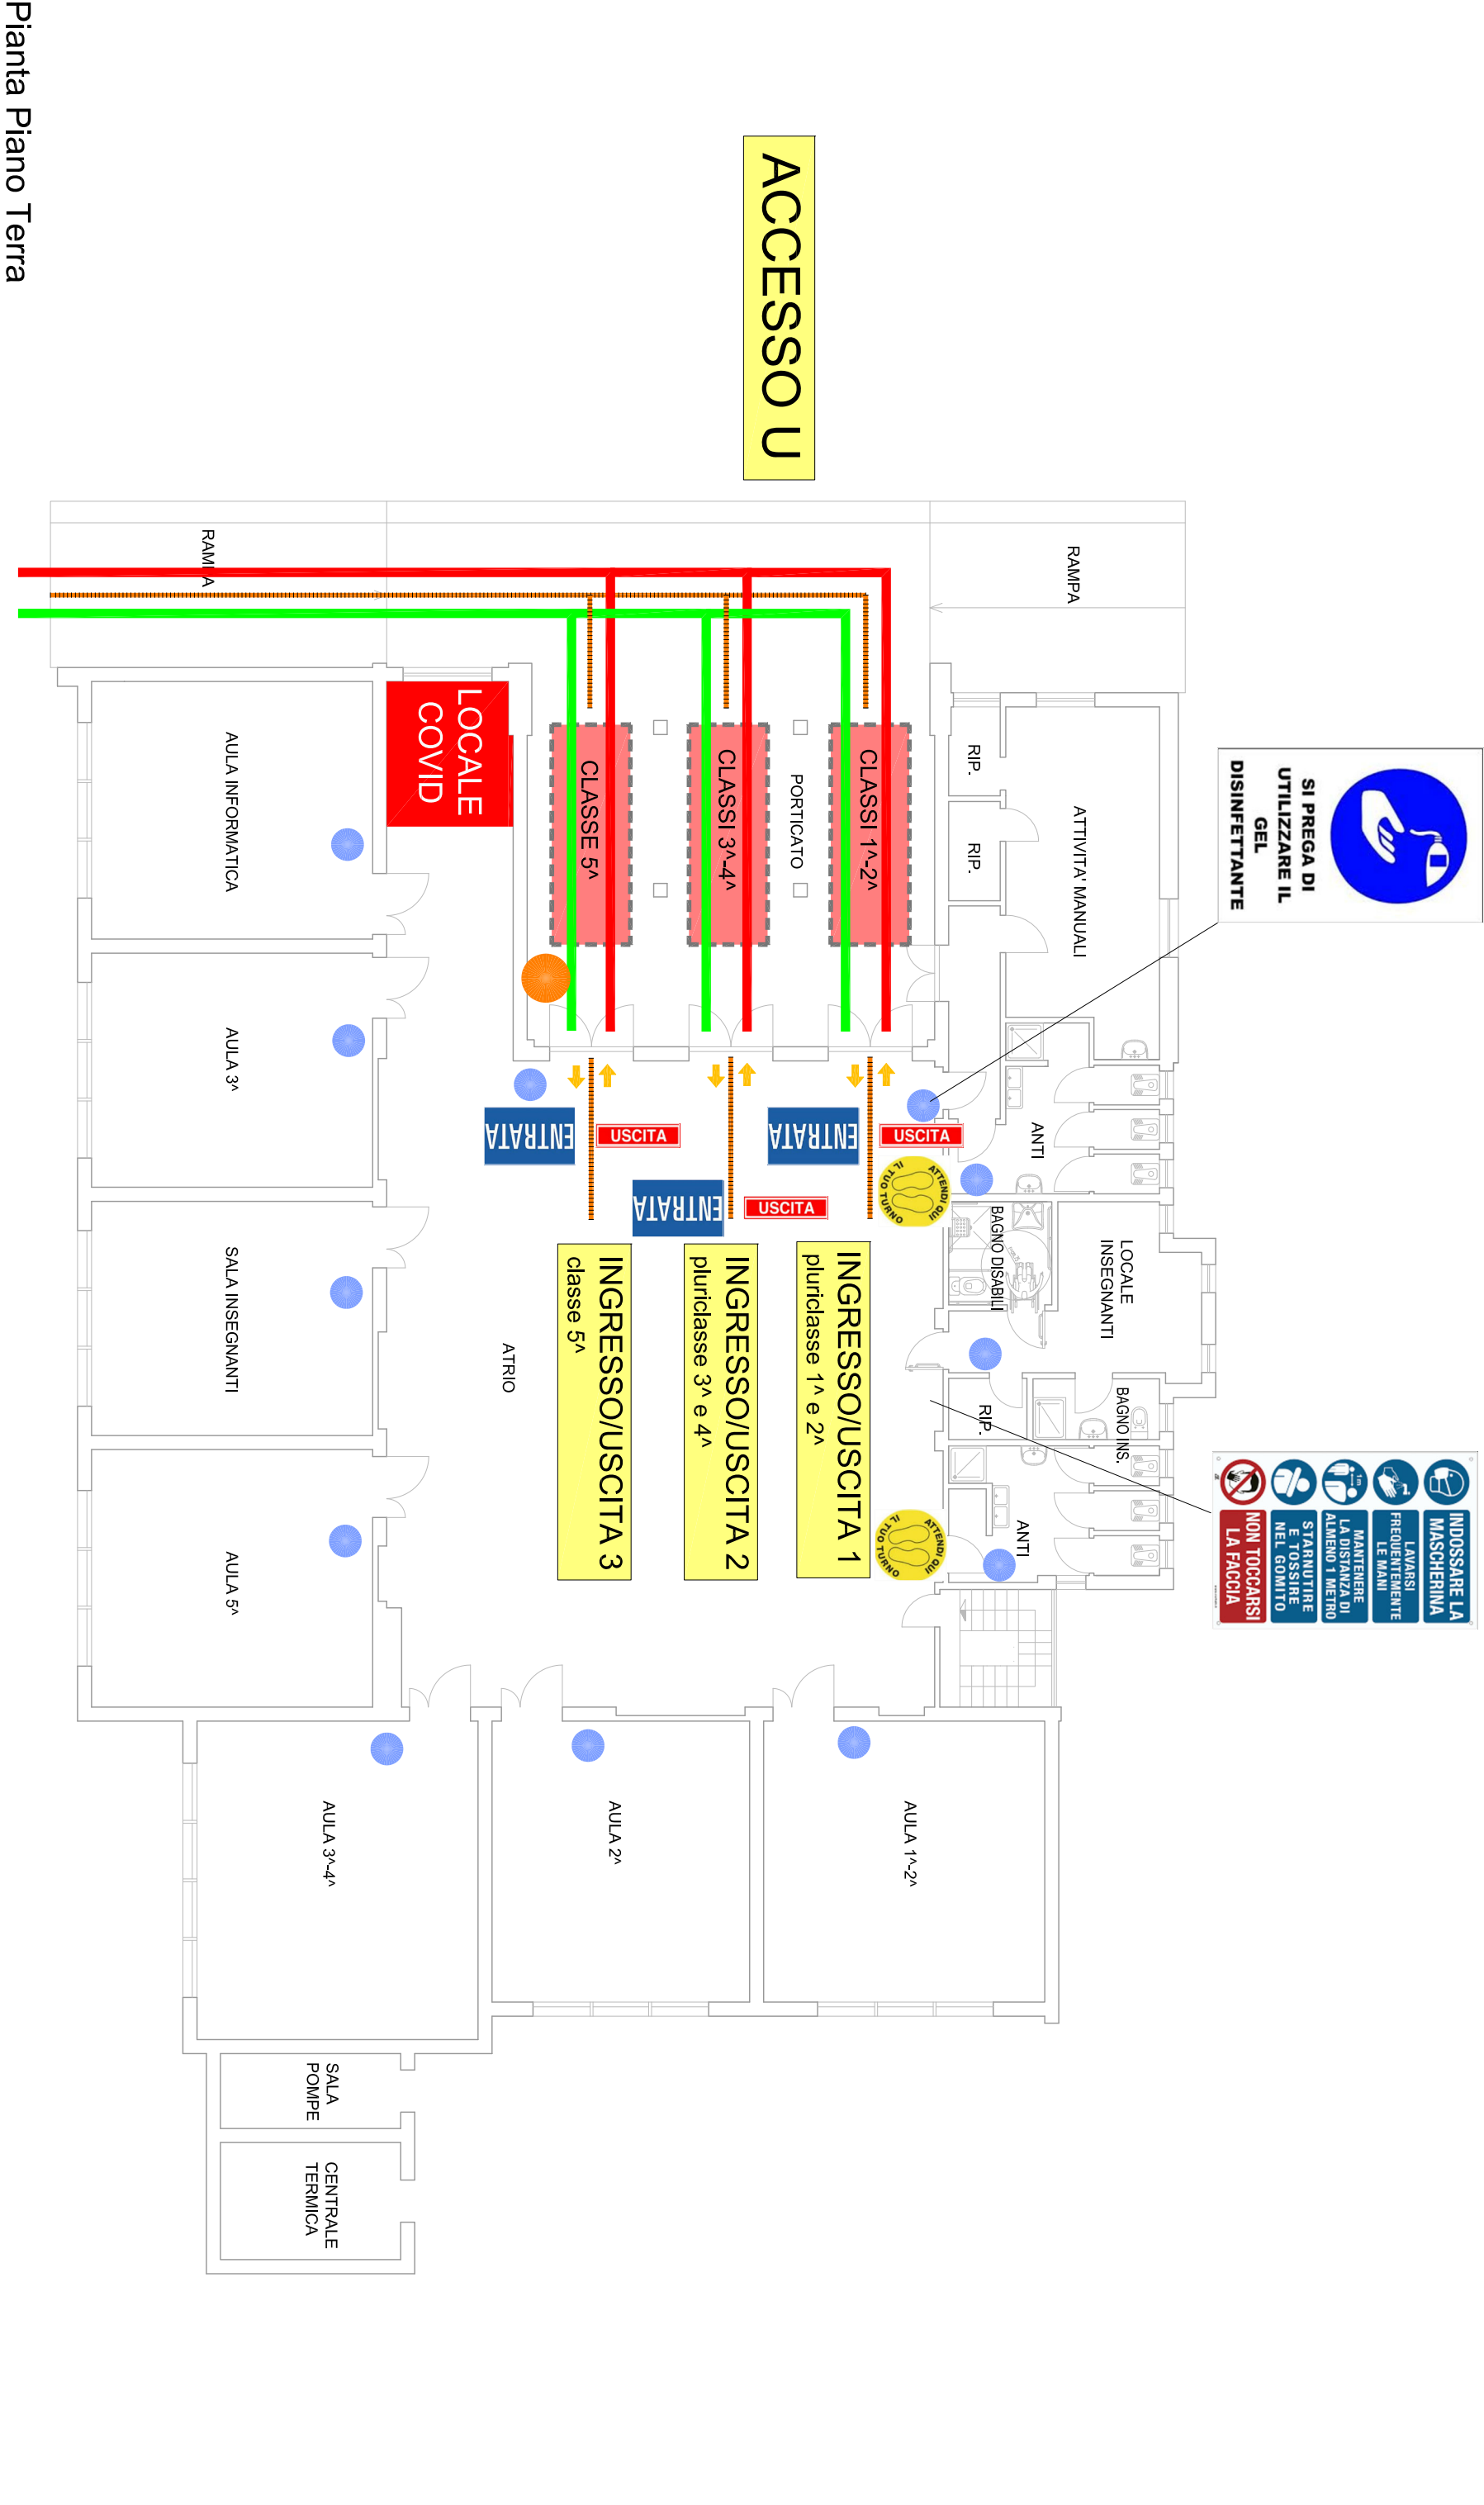 Pianta Piano Terra
ACCESSO U
RAMPA
RAMPA
SI PREGA DI
UTILIZZARE IL
GEL
DISINFETTANTE
LOCALE
COVID
CLASSE 5^
CLASSI 3^-4^
PORTICATO
CLASSI 1^-2^
RIP.
RIP.
ATTIVITA' MANUALI
AULA INFORMATICA
AULA 3^
SALA INSEGNANTI
AULA 5^
ENTRATA
USCITA
ENTRATA
USCITA
ENTRATA
USCITA
ATTENDI QUI
IL TUO TURNO
ANTI
BAGNO DISABILI
LOCALE
INSEGNANTI
INGRESSO/USCITA 1
pluriclasse 1^ e 2^
INGRESSO/USCITA 2
pluriclasse 3^ e 4^
INGRESSO/USCITA 3
classe 5^
ATRIO
RIP.
BAGNO INS.
ANTI
ATTENDI QUI
IL TUO TURNO
INDOSSARE LA
MASCHERINA
LAVARSI
FREQUENTEMENTE
LE MANI
1 m
MANTENERE
LA DISTANZA DI
ALMENO 1 METRO
STARNUTIRE
E TOSSIRE
NEL GOMITO
NON TOCCARSI
LA FACCIA
AULA 1^-2^
AULA 2^
AULA 3^-4^
SALA
POMPE
CENTRALE
TERMICA